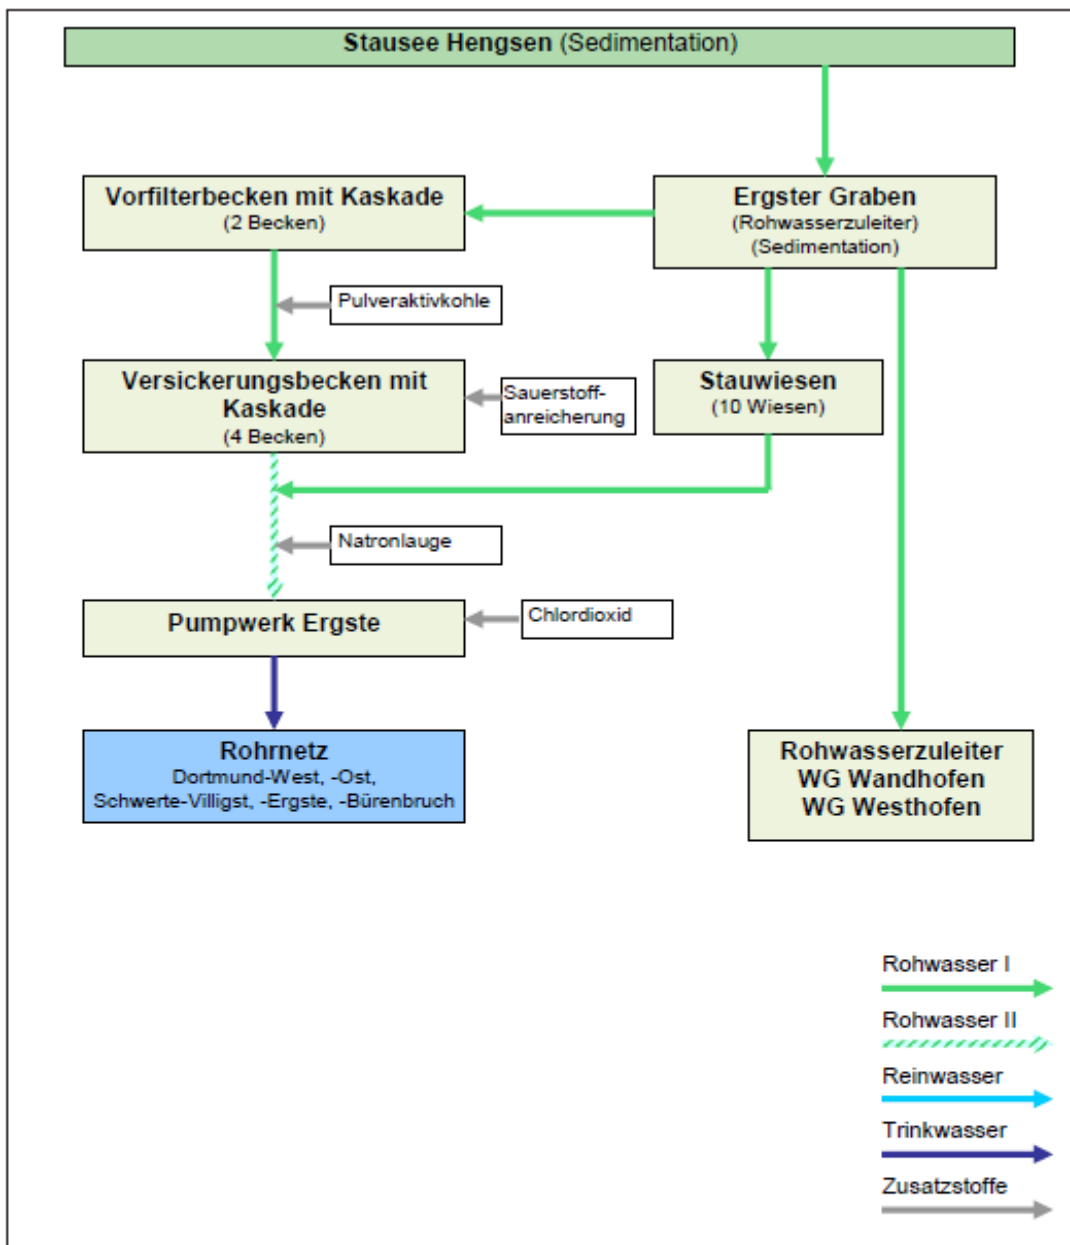 Stausee Hengsen (Sedimentation)
Vorfilterbecken mit Kaskade
(2 Becken)
Ergster Graben
(Rohwasserzuleiter)
(Sedimentation)
Pulveraktivkohle
Versickerungsbecken mit
Kaskade
(4 Becken)
Sauerstoff-
anreicherung
Stauwiesen
(10 Wiesen)
Natronlauge
Pumpwerk Ergste
Chlordioxid
Rohrnetz
Dortmund-West, -Ost,
Schwerte-Villigst, -Ergste, -Bürenbruch
Rohwasserzuleiter
WG Wandhofen
WG Westhofen
Rohwasser I
Rohwasser II
Reinwasser
Trinkwasser
Zusatzstoffe